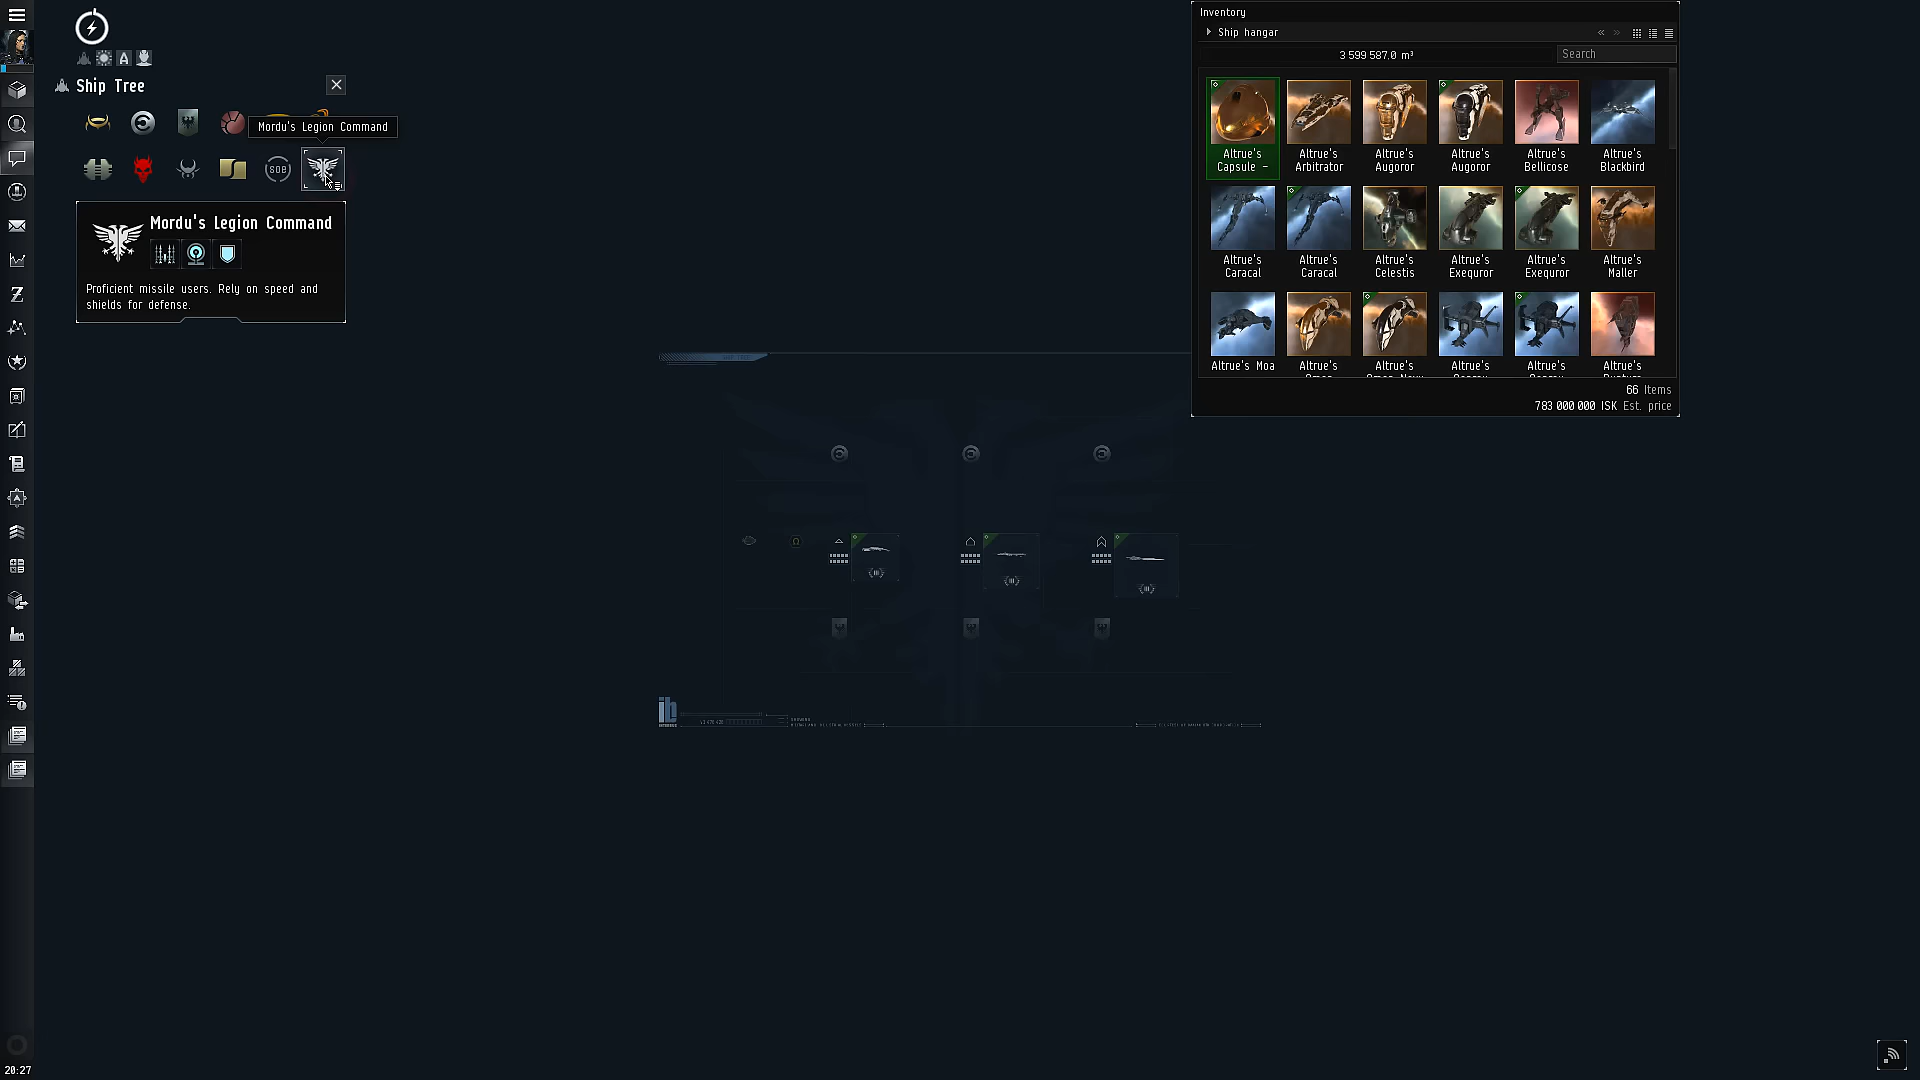 Ship Tree
Mordu's Legion Command
SOB
Mordu's Legion Command
Proficient missile users. Rely on speed and
shields for defense.
Inventory
Ship hangar
3 599 587,0 m³
Search
Altrue's
Capsule –
Altrue's
Arbitrator
Altrue's
Augoror
Altrue's
Augoror
Altrue's
Bellicose
Altrue's
Blackbird
Altrue's
Caracal
Altrue's
Caracal
Altrue's
Celestis
Altrue's
Exequror
Altrue's
Exequror
Altrue's
Maller
Altrue's Moa
Altrue's
Altrue's
Altrue's
Altrue's
Altrue's
66 Items
783 000 000 ISK Est. price
20:27